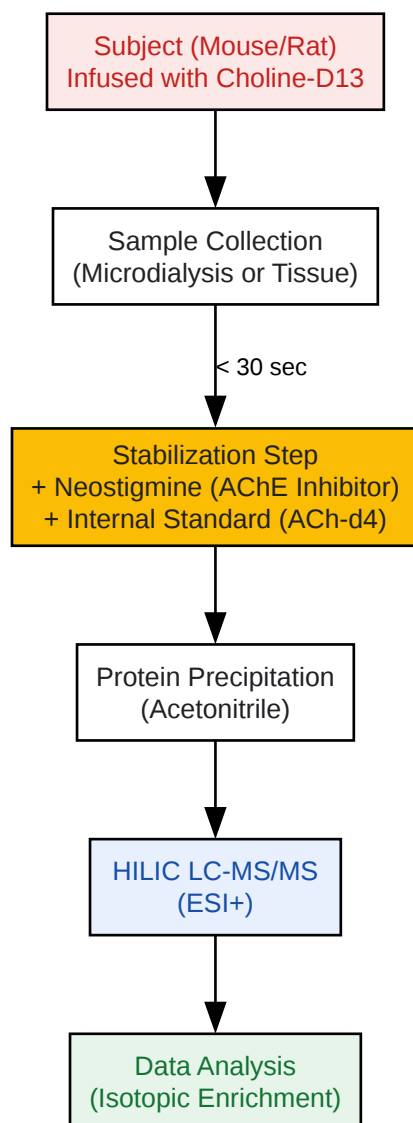 Subject (Mouse/Rat)
Infused with Choline-D13
Sample Collection
(Microdialysis or Tissue)
< 30 sec
Stabilization Step
+ Neostigmine (AChE Inhibitor)
+ Internal Standard (ACh-d4)
Protein Precipitation
(Acetonitrile)
HILIC LC-MS/MS
(ESI+)
Data Analysis
(Isotopic Enrichment)